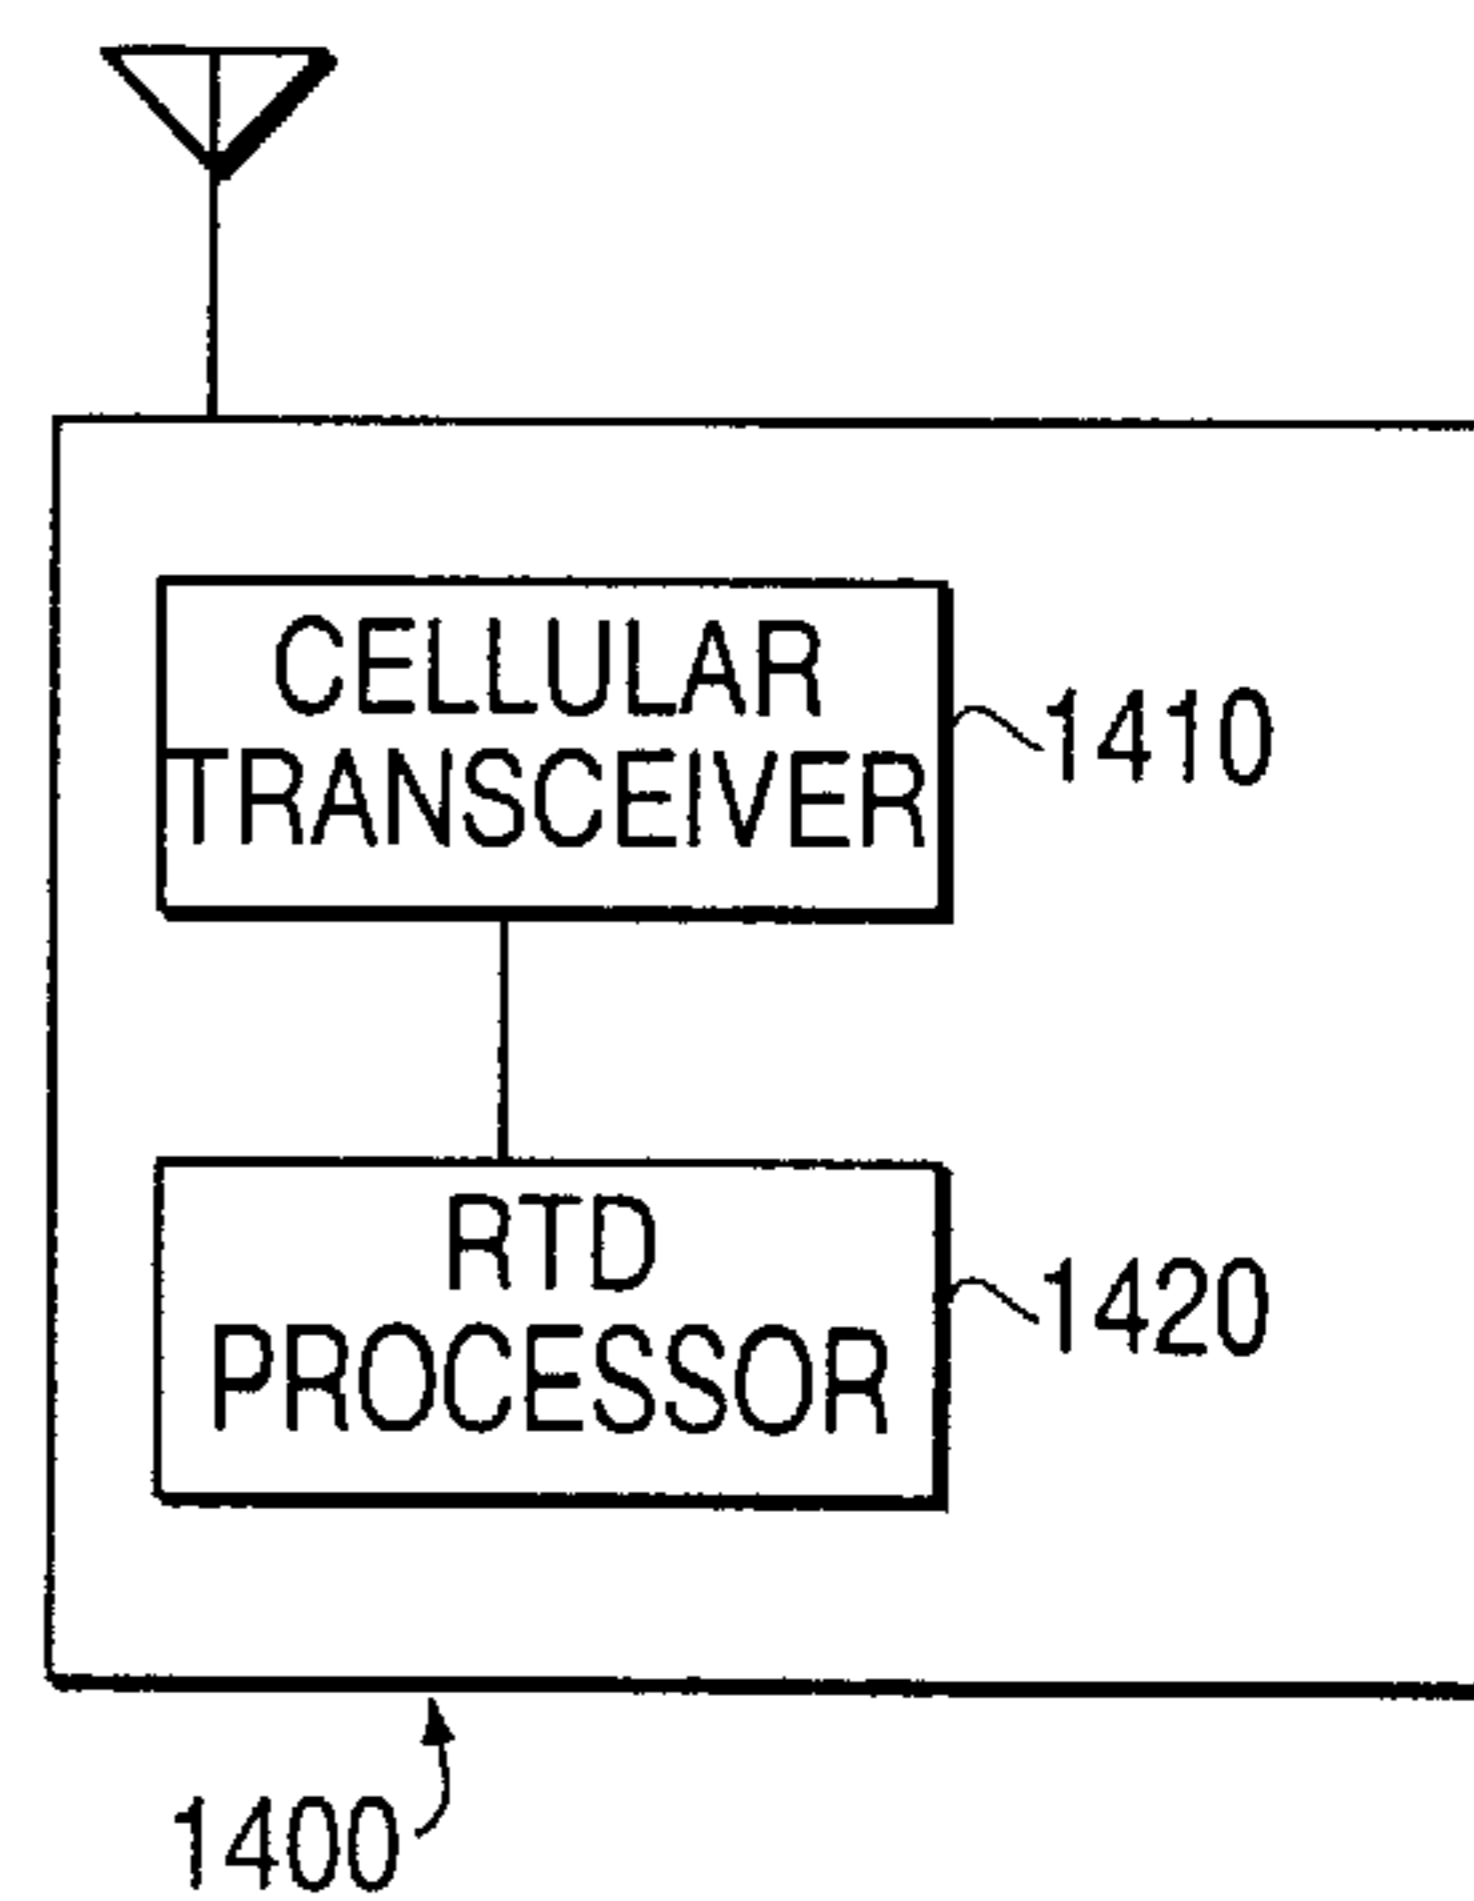 CELLULAR
TRANSCEIVER
1410
RTD
PROCESSOR
1420
1400